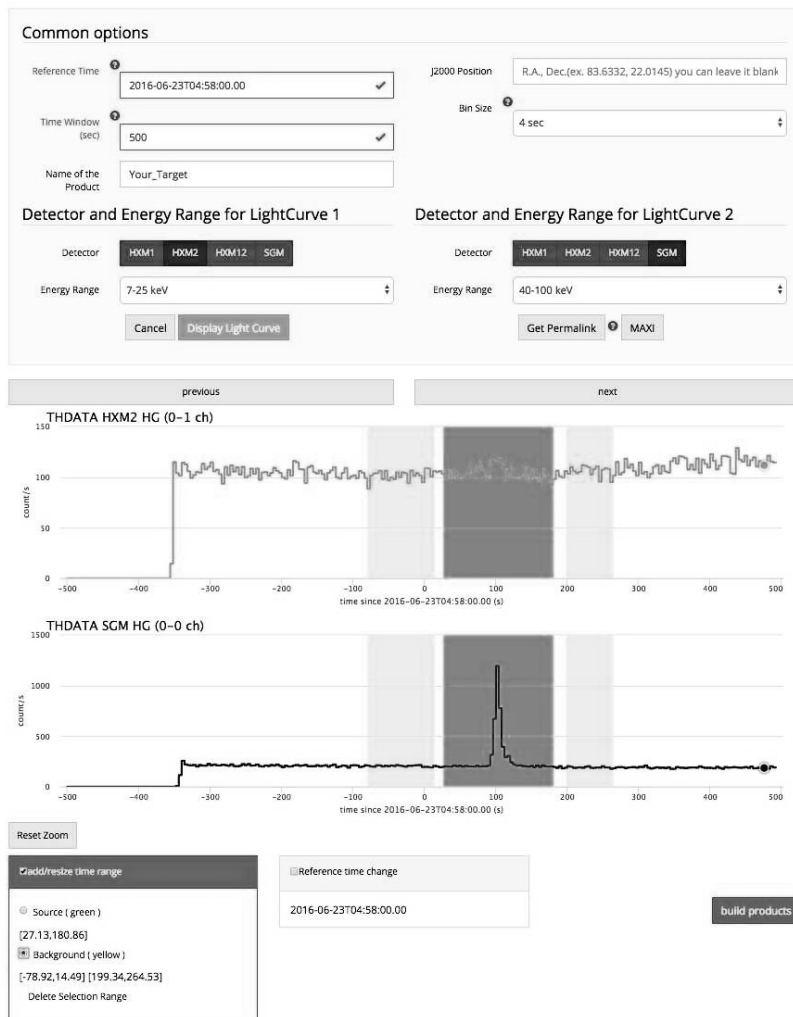 Common options
Reference Time
2016-06-23T04:58:00.00
J2000 Position
R.A., Dec.(ex. 83.6332, 22.0145) you can leave it blank
Time Window
(sec)
500
Bin Size
4 sec
Name of the
Product
Your_Target
Detector and Energy Range for LightCurve 1
Detector
HXM1 HXM2 HXM12 SGM
Energy Range
7-25 keV
Cancel
Display Light Curve
Detector and Energy Range for LightCurve 2
Detector
HXM1 HXM2 HXM12 SGM
Energy Range
40-100 keV
Get Permalink
MAXI
previous
next
THDATA HXM2 HG (0-1 ch)
150
100
50
0
count/s
-500 -400 -300 -200 -100 0 100 200 300 400 500
time since 2016-06-23T04:58:00.00 (s)
THDATA SGM HG (0-0 ch)
1500
1000
500
0
count/s
-500 -400 -300 -200 -100 0 100 200 300 400 500
time since 2016-06-23T04:58:00.00 (s)
Reset Zoom
add/resize time range
Source ( green )
[27.13,180.86]
Background ( yellow )
[-78.92,14.49] [199.34,264.53]
Delete Selection Range
Reference time change
2016-06-23T04:58:00.00
build products